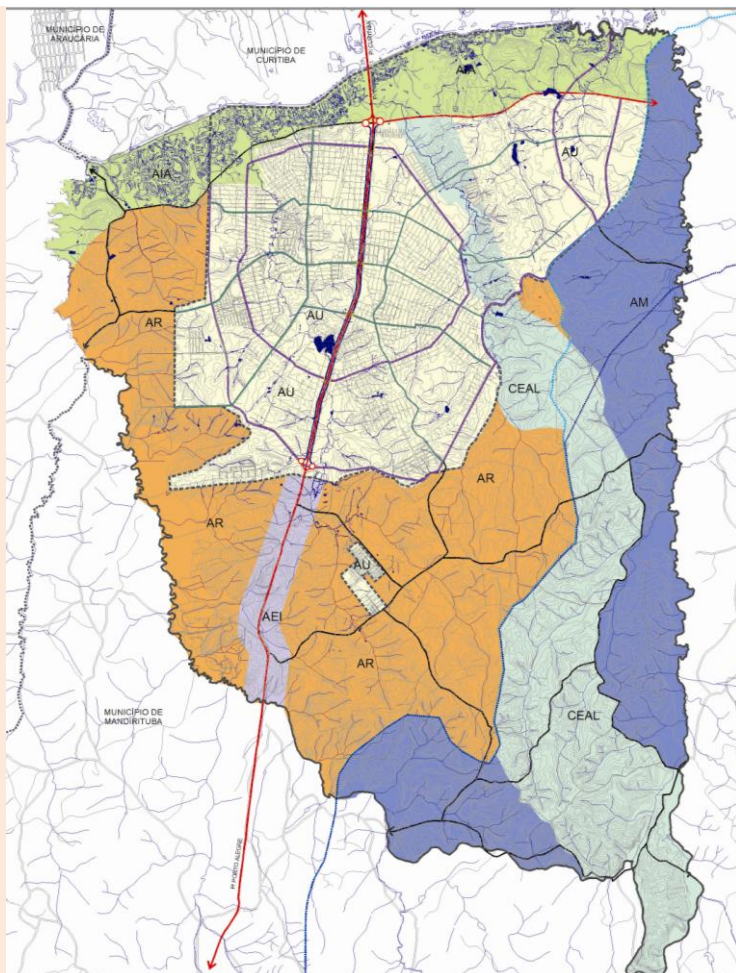 MUNICÍPIO DE
ARAUCÁRIA
MUNICÍPIO DE
CURITIBA
P/ CURITIBA
AIA
AIA
AU
AM
AR
AU
AU
CEAL
AR
AR
AU
AEI
AR
MUNICÍPIO DE
MANDIRITUBA
CEAL
P/ PORTO ALEGRE